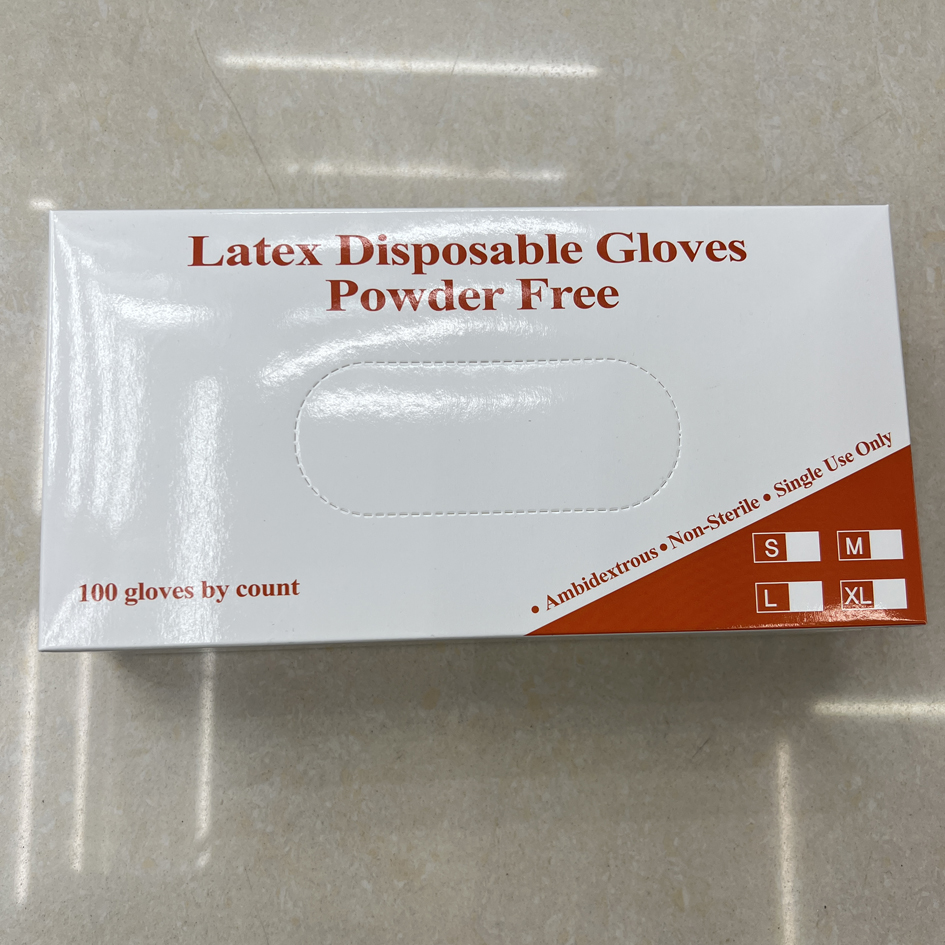 Latex Disposable Gloves
Powder Free
• Ambidextrous • Non-Sterile • Single Use Only
S M
L XL
100 gloves by count